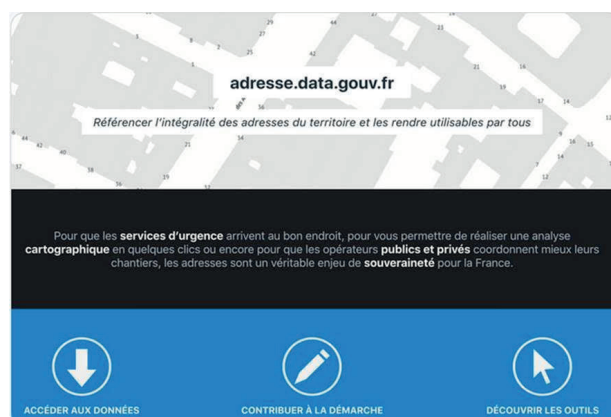 adresse.data.gouv.fr
Référencer l'intégralité des adresses du territoire et les rendre utilisables par tous
Pour que les services d'urgence arrivent au bon endroit, pour vous permettre de réaliser une analyse
cartographique en quelques clics ou encore pour que les opérateurs publics et privés coordonnent mieux leurs
chantiers, les adresses sont un véritable enjeu de souveraineté pour la France.
ACCÉDER AUX DONNÉES
CONTRIBUER À LA DÉMARCHE
DÉCOUVRIR LES OUTILS